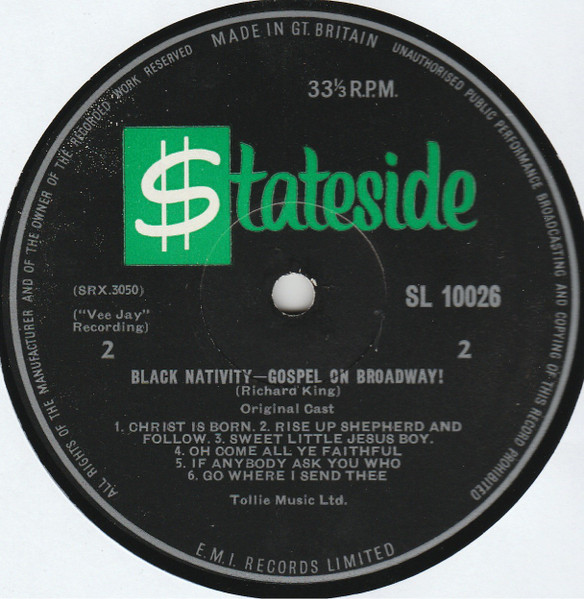 MADE IN GT. BRITAIN
UNAUTHORISED PUBLIC PERFORMANCE BROADCASTING AND COPYING OF THIS RECORD PROHIBITED
ALL RIGHTS OF THE MANUFACTURER AND OF THE OWNER OF THE RECORDED WORK RESERVED
33⅓ R.P.M.
$tateside
(SRX.3050)
SL 10026
("Vee Jay"
Recording)
2
2
BLACK NATIVITY—GOSPEL ON BROADWAY!
(Richard King)
Original Cast
1. CHRIST IS BORN. 2. RISE UP SHEPHERD AND
FOLLOW. 3. SWEET LITTLE JESUS BOY.
4. OH COME ALL YE FAITHFUL
5. IF ANYBODY ASK YOU WHO
6. GO WHERE I SEND THEE
Tollie Music Ltd.
E.M.I. RECORDS LIMITED